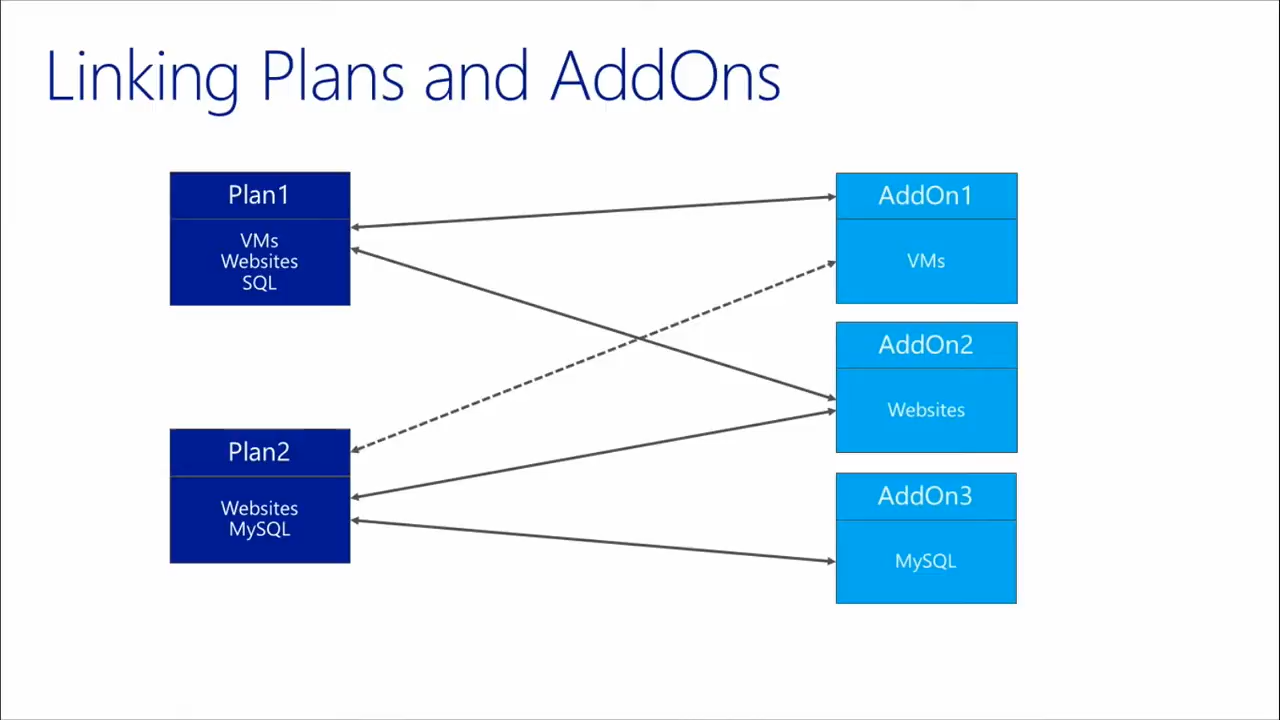 Linking Plans and AddOns
Plan1
VMs
Websites
SQL
AddOn1
VMs
AddOn2
Websites
Plan2
Websites
MySQL
AddOn3
MySQL